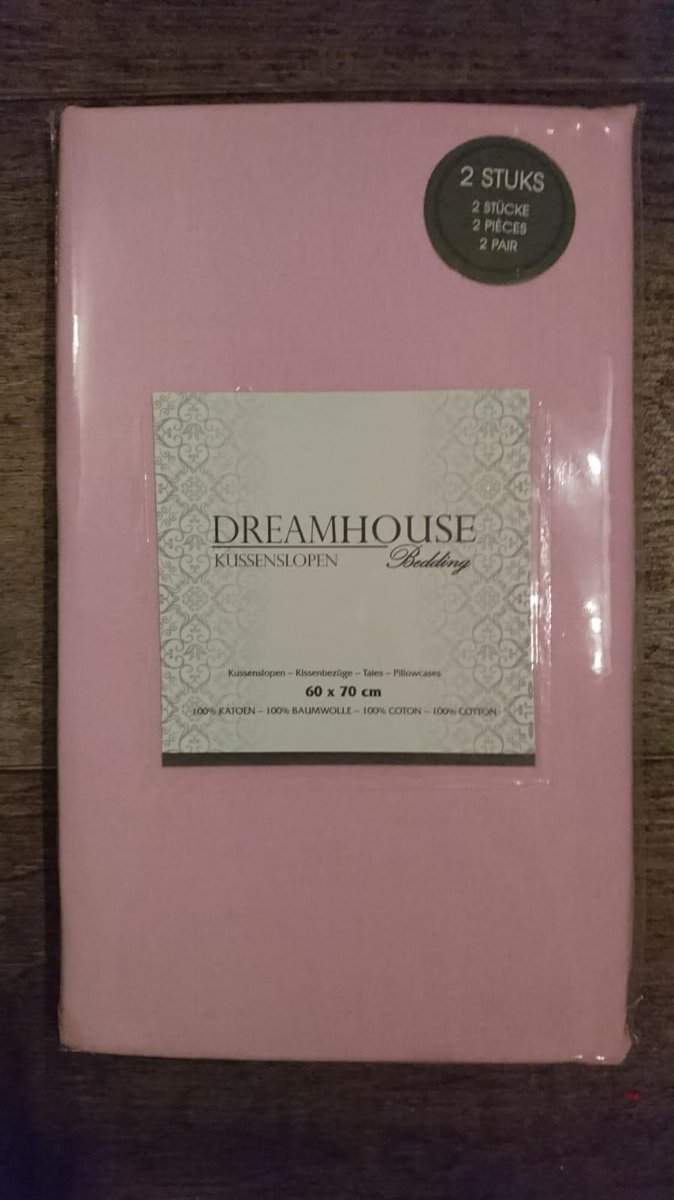 2 STUKS
2 STÜCKE
2 PIÈCES
2 PAIR
DREAMHOUSE
KUSSENSLOPEN Bedding
Kussenslopen – Kissenbezüge – Taies – Pillowcases
60 x 70 cm
100% KATOEN – 100% BAUMWOLLE – 100% COTON – 100% COTTON